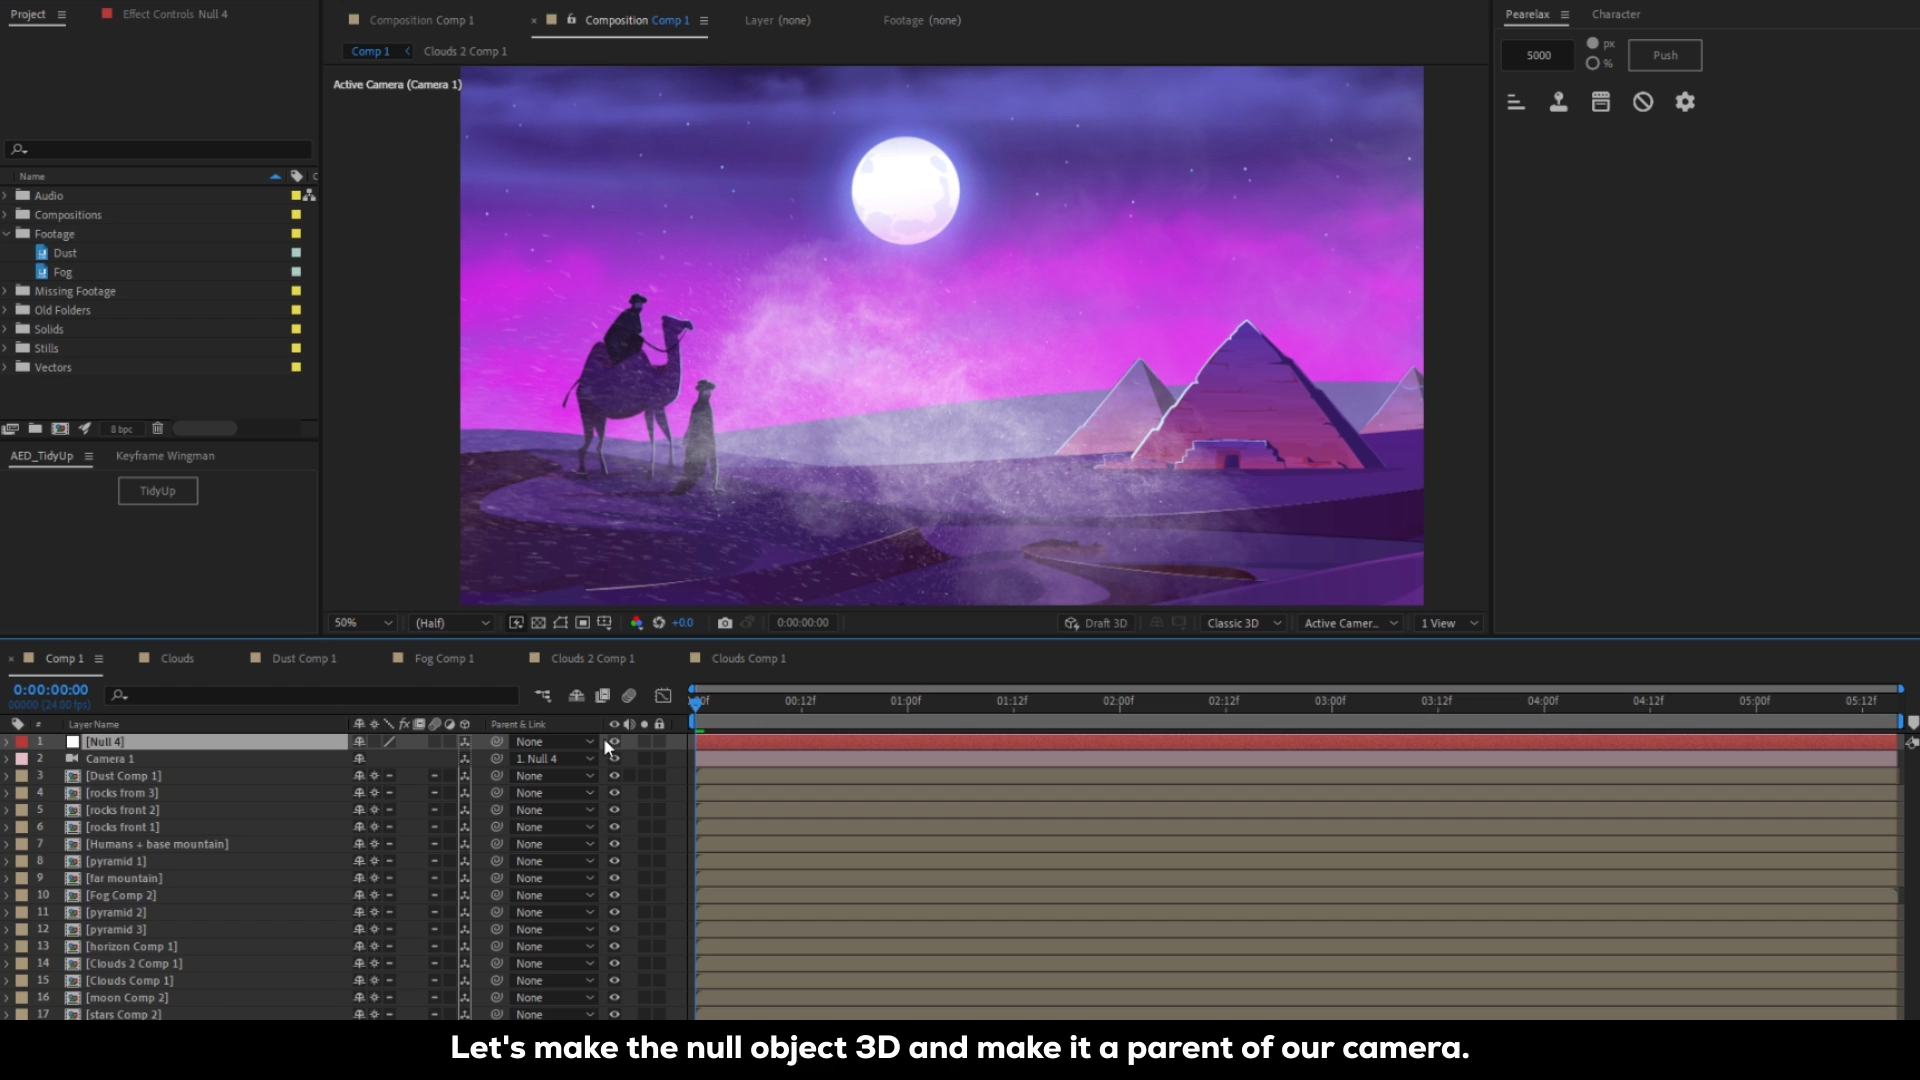 Project
Effect Controls Null 4
Composition Comp 1
× Composition Comp 1
Layer (none)
Footage (none)
Pearelax
Character
Comp 1
Clouds 2 Comp 1
5000
px
%
Push
Active Camera (Camera 1)
Name
Audio
Compositions
Footage
Dust
Fog
Missing Footage
Old Folders
Solids
Stills
Vectors
8 bpc
AED_TidyUp
Keyframe Wingman
TidyUp
50%
(Half)
+0.0
0:00:00:00
Draft 3D
Classic 3D
Active Camer...
1 View
× Comp 1
Clouds
Dust Comp 1
Fog Comp 1
Clouds 2 Comp 1
Clouds Comp 1
0:00:00:00
00000 (24.00 fps)
00:12f 01:00f 01:12f 02:00f 02:12f 03:00f 03:12f 04:00f 04:12f 05:00f 05:12f
# Layer Name fx Parent & Link
1 [Null 4] None
2 Camera 1 1. Null 4
3 [Dust Comp 1] None
4 [rocks from 3] None
5 [rocks front 2] None
6 [rocks front 1] None
7 [Humans + base mountain] None
8 [pyramid 1] None
9 [far mountain] None
10 [Fog Comp 2] None
11 [pyramid 2] None
12 [pyramid 3] None
13 [horizon Comp 1] None
14 [Clouds 2 Comp 1] None
15 [Clouds Comp 1] None
16 [moon Comp 2] None
17 [stars Comp 2] None
Let's make the null object 3D and make it a parent of our camera.